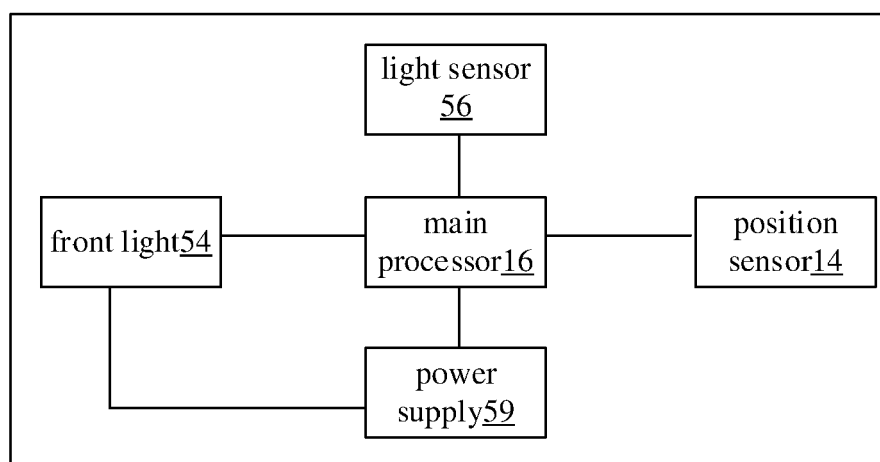 light sensor
56
front light54
main
processor16
position
sensor14
power
supply59